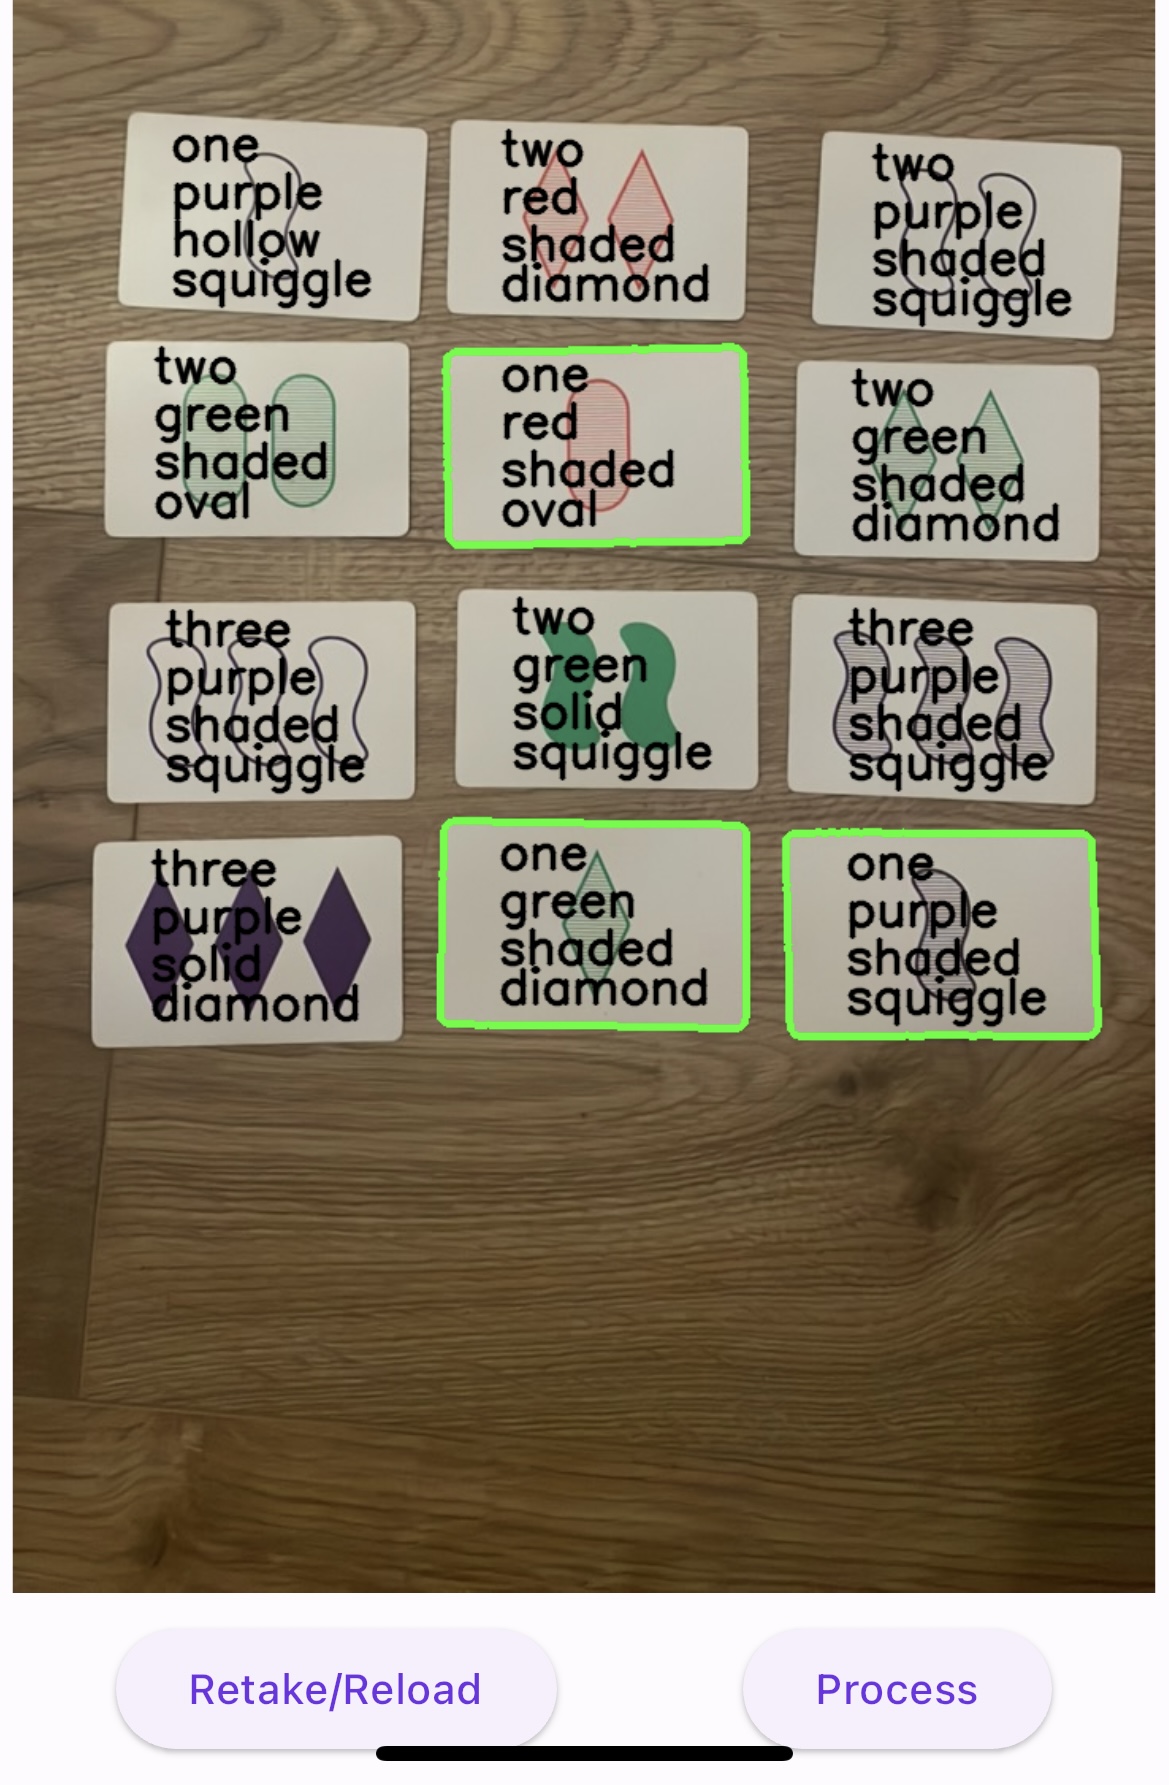 one
purple
hollow
squiggle
two
red
shaded
diamond
two
purple
shaded
squiggle
two
green
shaded
oval
one
red
shaded
oval
two
green
shaded
diamond
three
purple
shaded
squiggle
two
green
solid
squiggle
three
purple
shaded
squiggle
three
purple
solid
diamond
one
green
shaded
diamond
one
purple
shaded
squiggle
Retake/Reload
Process